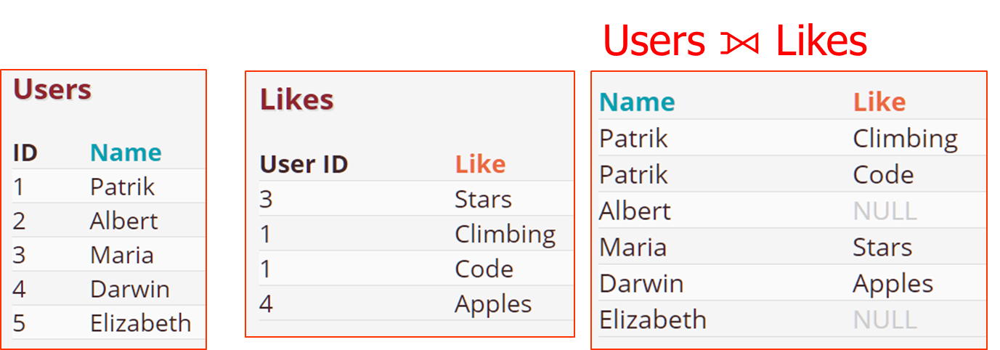 Users ⟕ Likes
Users
ID Name
1 Patrik
2 Albert
3 Maria
4 Darwin
5 Elizabeth
Likes
User ID Like
3 Stars
1 Climbing
1 Code
4 Apples
Name Like
Patrik Climbing
Patrik Code
Albert NULL
Maria Stars
Darwin Apples
Elizabeth NULL